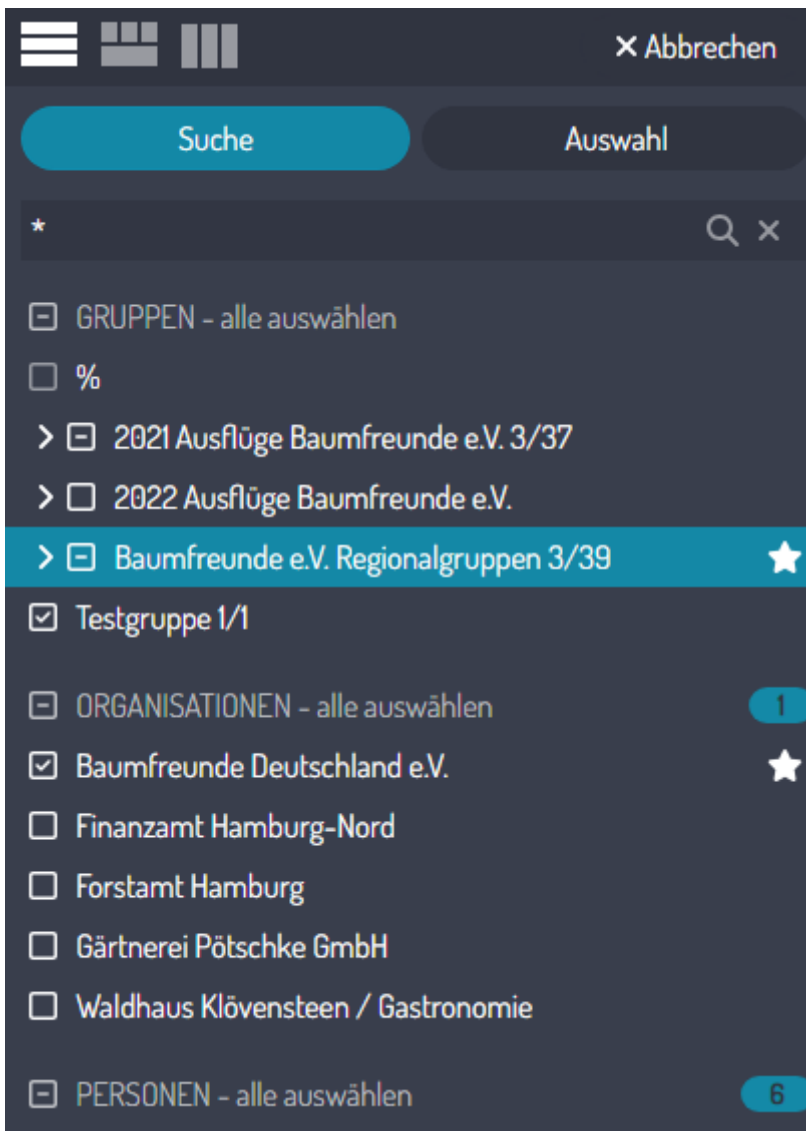 Abbrechen
Suche
Auswahl
*
GRUPPEN - alle auswählen
%
2021 Ausflüge Baumfreunde e.V. 3/37
2022 Ausflüge Baumfreunde e.V.
Baumfreunde e.V. Regionalgruppen 3/39
Testgruppe 1/1
ORGANISATIONEN - alle auswählen 1
Baumfreunde Deutschland e.V.
Finanzamt Hamburg-Nord
Forstamt Hamburg
Gärtnerei Pötschke GmbH
Waldhaus Klövensteen / Gastronomie
PERSONEN - alle auswählen 6